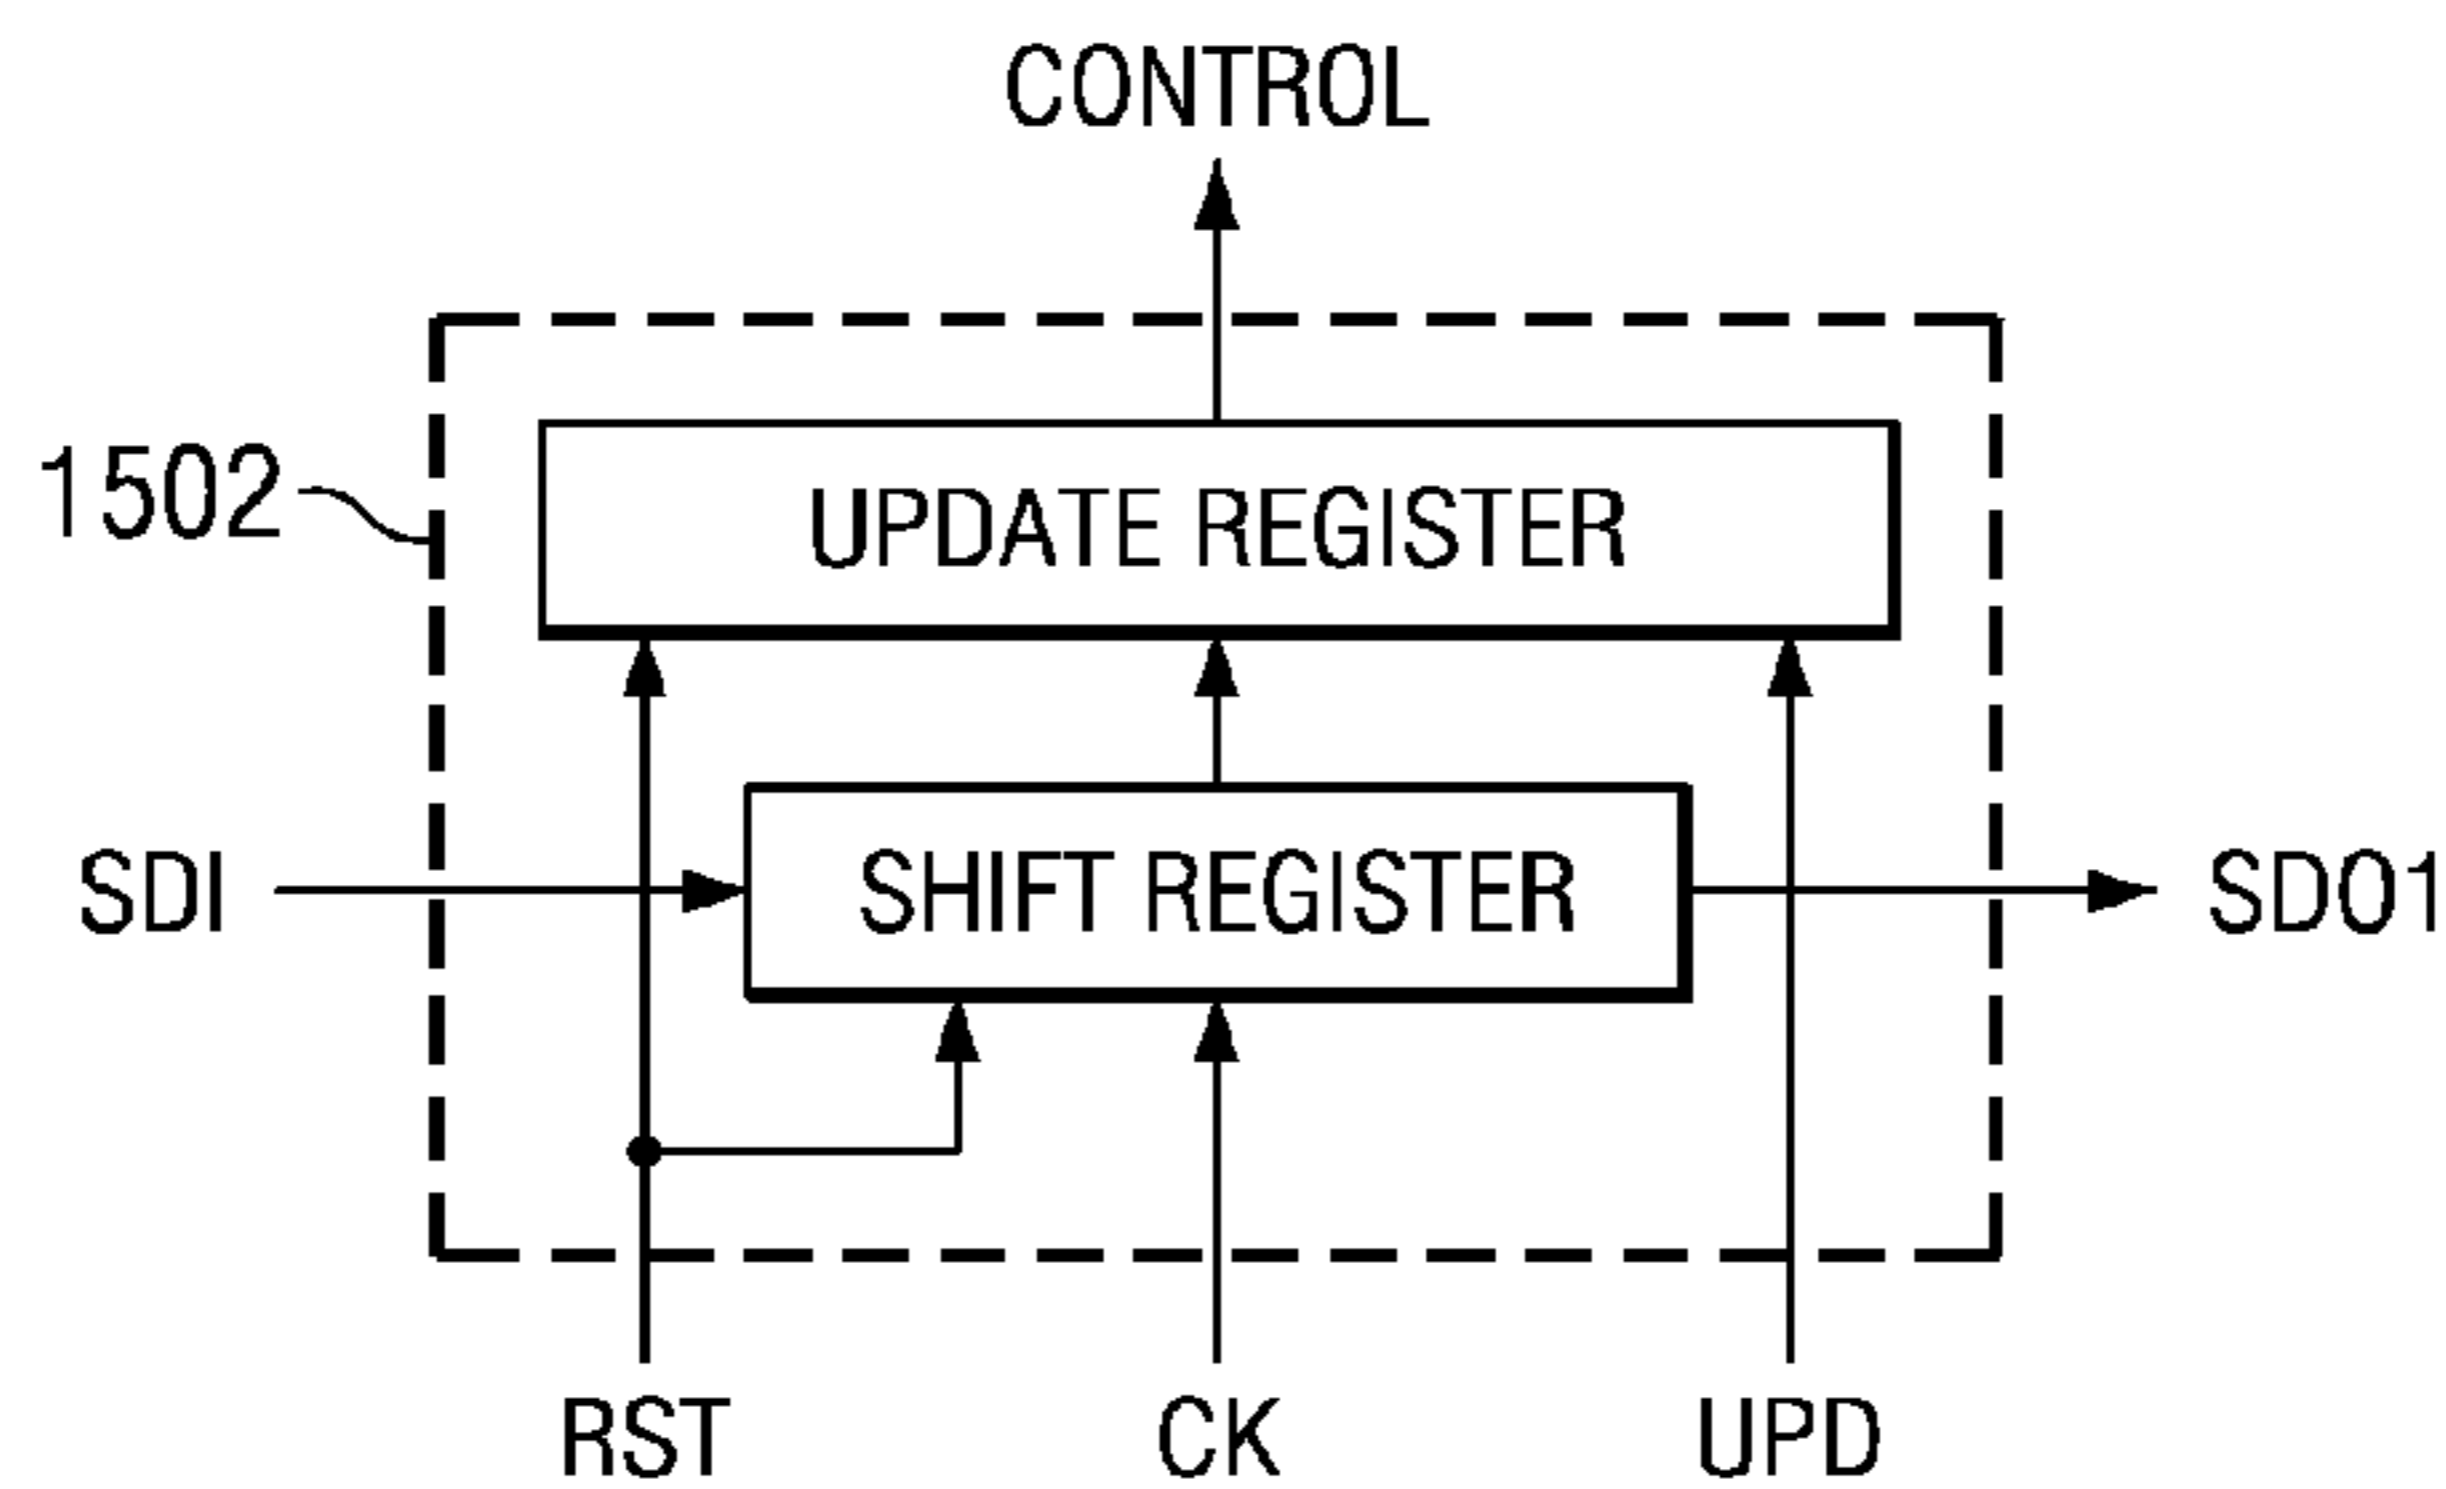 CONTROL
1502
UPDATE REGISTER
SDI
SHIFT REGISTER
SDO1
RST
CK
UPD